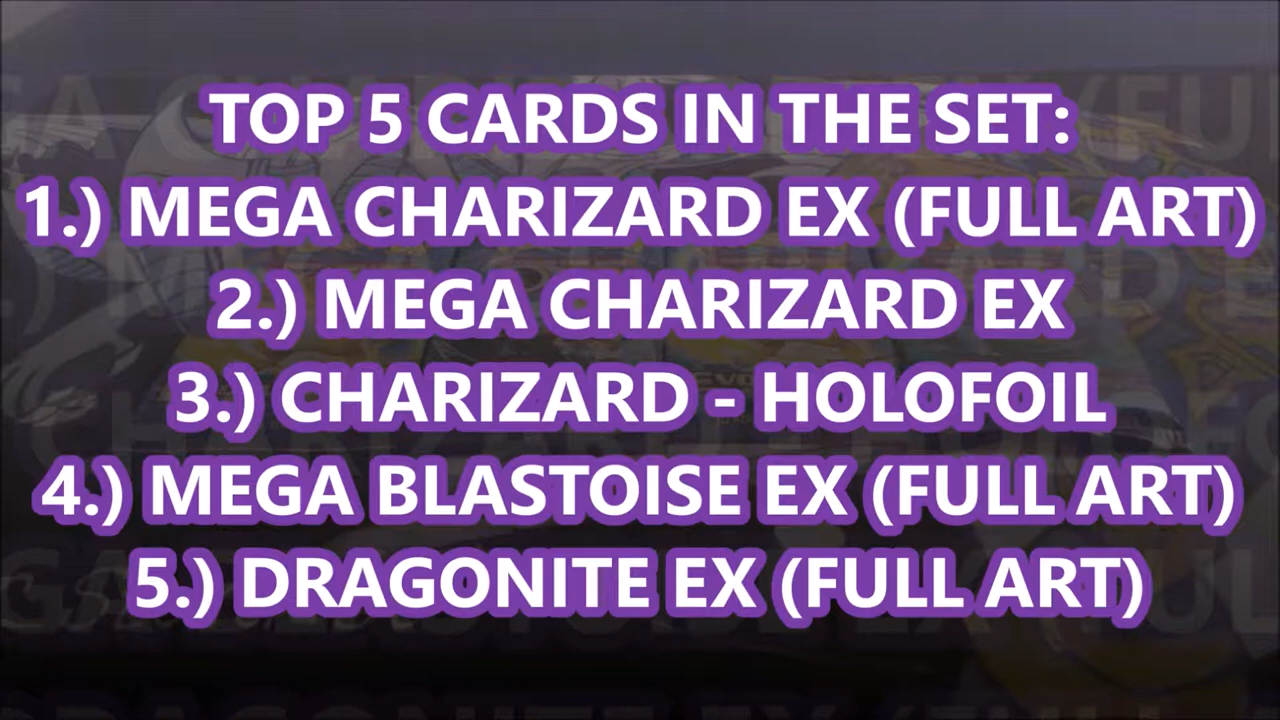 TOP 5 CARDS IN THE SET:
1.) MEGA CHARIZARD EX (FULL ART)
2.) MEGA CHARIZARD EX
3.) CHARIZARD - HOLOFOIL
4.) MEGA BLASTOISE EX (FULL ART)
5.) DRAGONITE EX (FULL ART)